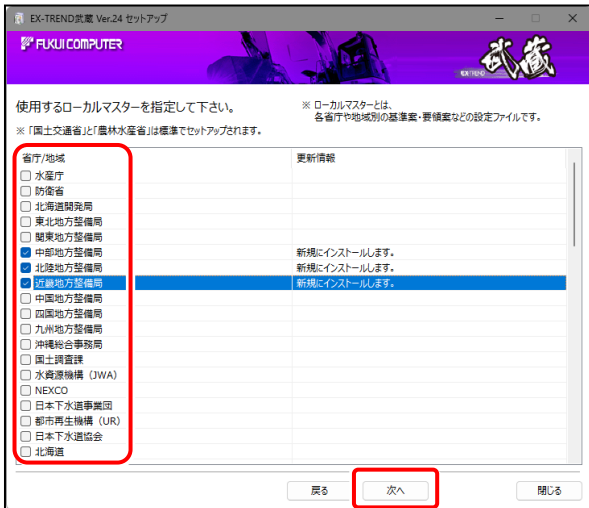 EX-TREND武蔵 Ver.24 セットアップ
FUKUI COMPUTER
EX-TREND 武蔵
使用するローカルマスターを指定して下さい。
※ ローカルマスターとは、
各省庁や地域別の基準案・要領案などの設定ファイルです。
※ 「国土交通省」と「農林水産省」は標準でセットアップされます。
省庁/地域 更新情報
水産庁
防衛省
北海道開発局
東北地方整備局
関東地方整備局
中部地方整備局 新規にインストールします。
北陸地方整備局 新規にインストールします。
近畿地方整備局 新規にインストールします。
中国地方整備局
四国地方整備局
九州地方整備局
沖縄総合事務局
国土調査課
水資源機構（JWA）
NEXCO
日本下水道事業団
都市再生機構（UR）
日本下水道協会
北海道
戻る 次へ 閉じる